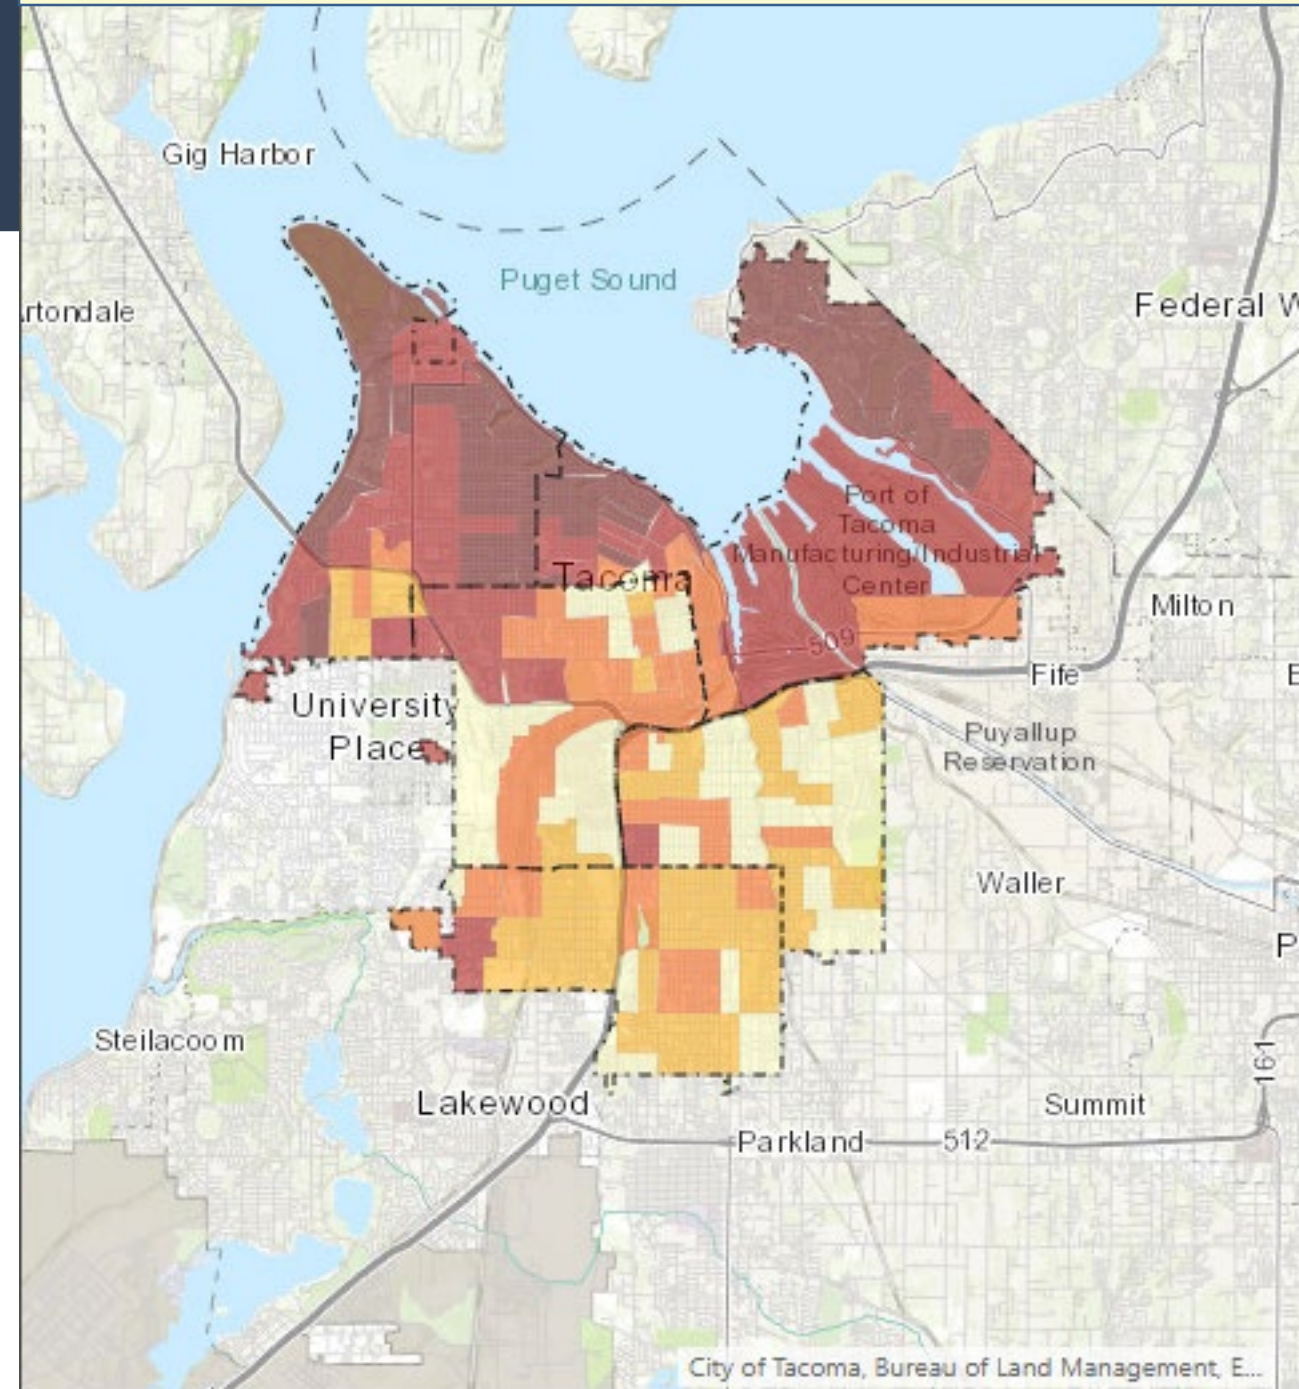 Gig Harbor
Puget Sound
rtondale
Federal W
Port of
Tacoma
Manufacturing/Industrial
Center
Tacoma
Milton
509
Fife
University
Place
Puyallup
Reservation
Waller
P
Steilacoom
161
Lakewood
Summit
Parkland
512
City of Tacoma, Bureau of Land Management, E...